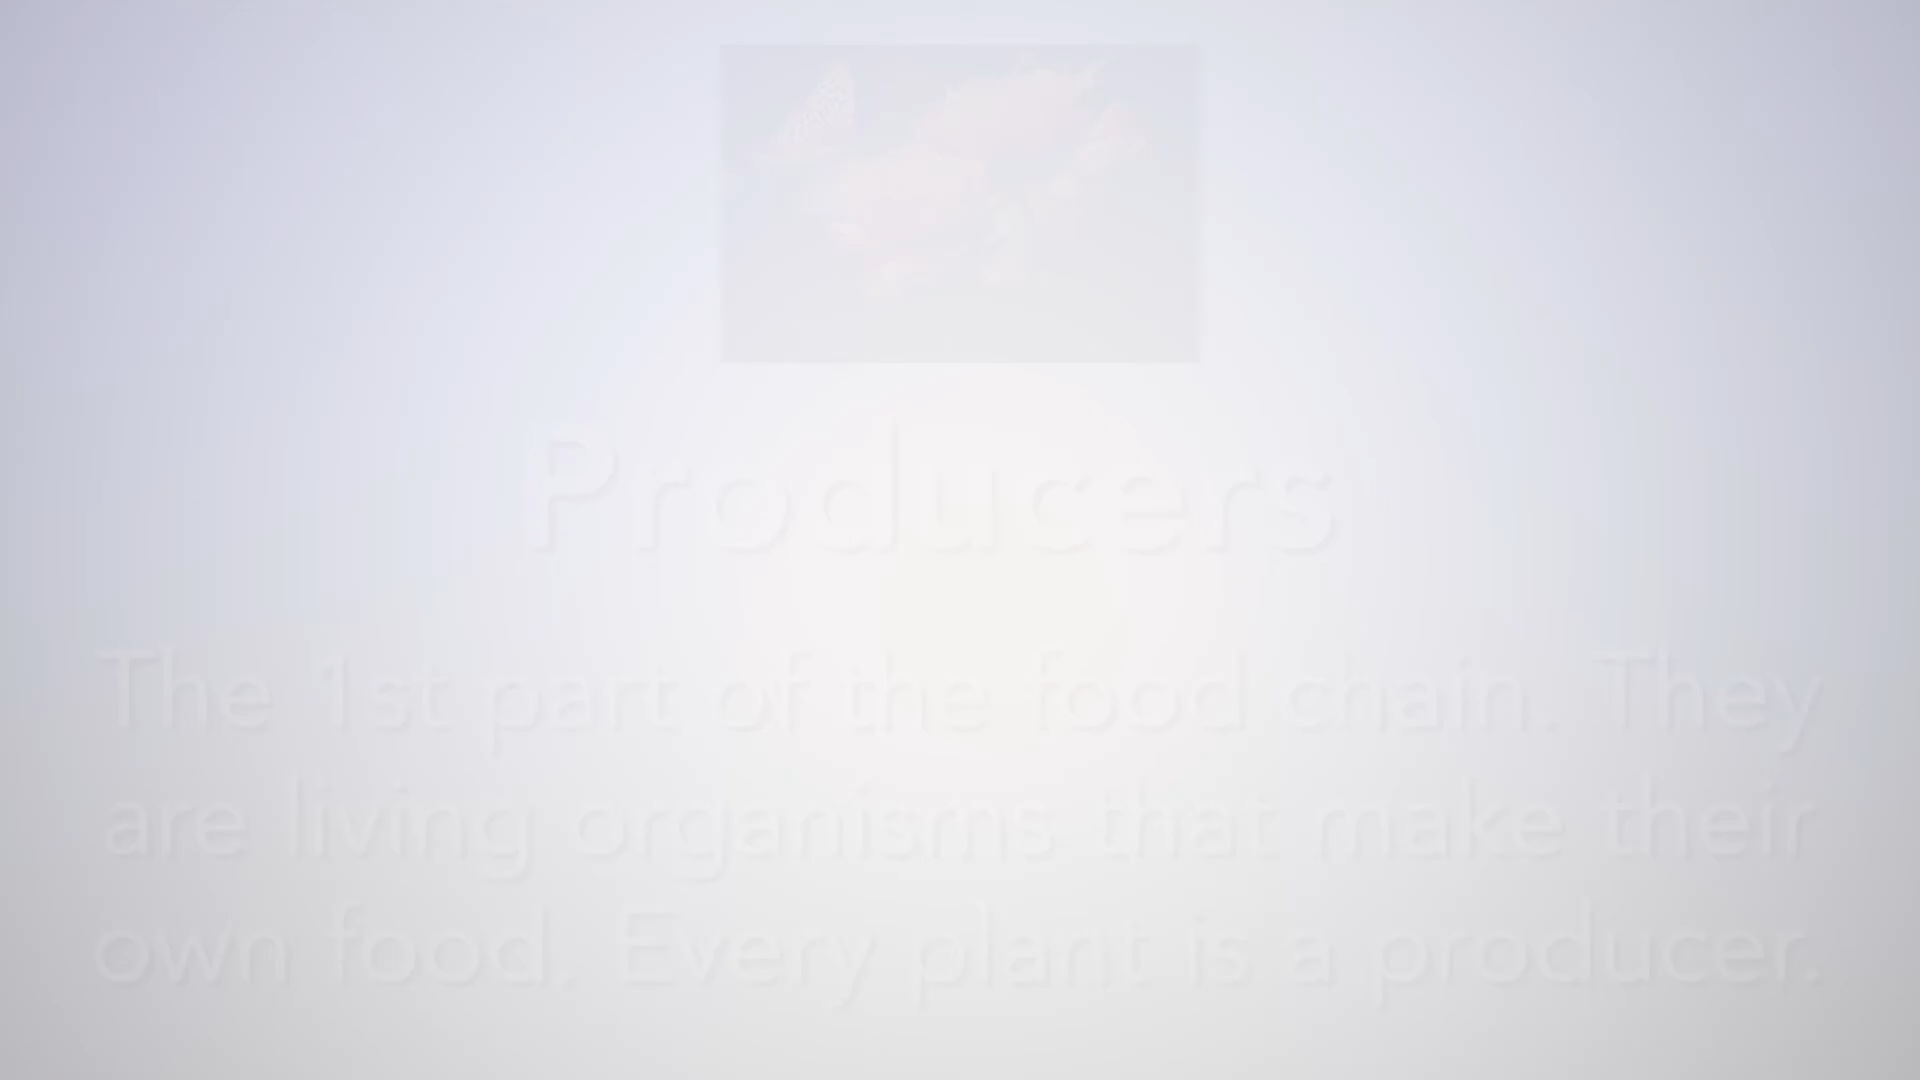 Producers
The 1st part of the food chain. They
are living organisms that make their
own food. Every plant is a producer.